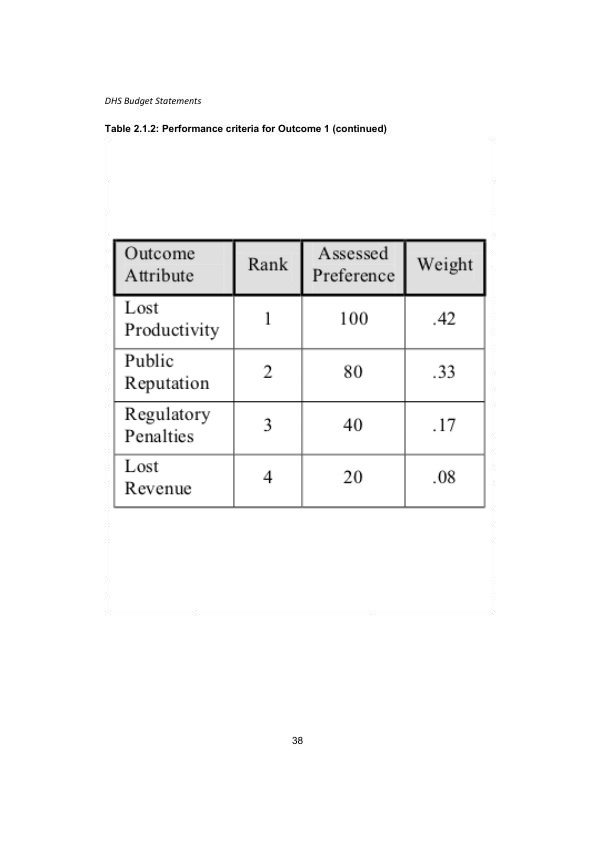 DHS Budget Statements
Table 2.1.2: Performance criteria for Outcome 1 (continued)
Outcome Attribute Rank Assessed Preference Weight
Lost Productivity 1 100 .42
Public Reputation 2 80 .33
Regulatory Penalties 3 40 .17
Lost Revenue 4 20 .08
38